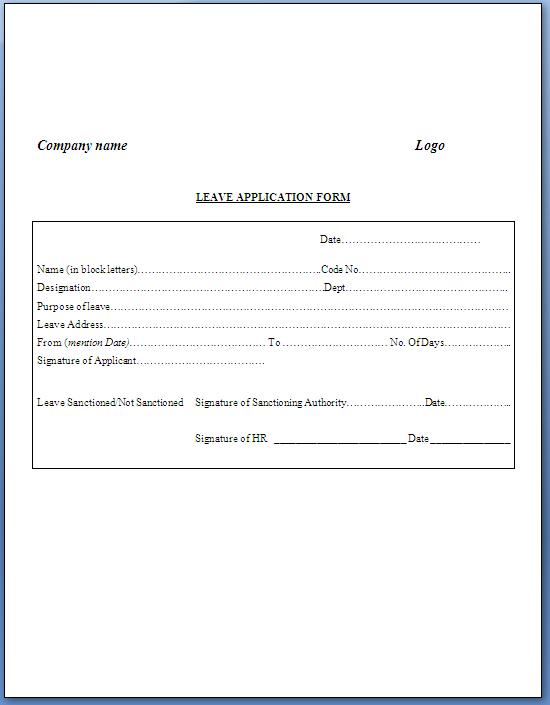 Company name Logo
LEAVE APPLICATION FORM
Date.......................................
Name (in block letters)....................................................Code No...........................................
Designation..................................................................Dept..............................................
Purpose of leave.................................................................................................................
Leave Address...................................................................................................................
From (mention Date)...................................... To .............................. No. Of Days...................
Signature of Applicant....................................
Leave Sanctioned/Not Sanctioned Signature of Sanctioning Authority......................Date...................
Signature of HR _________________________ Date_______________